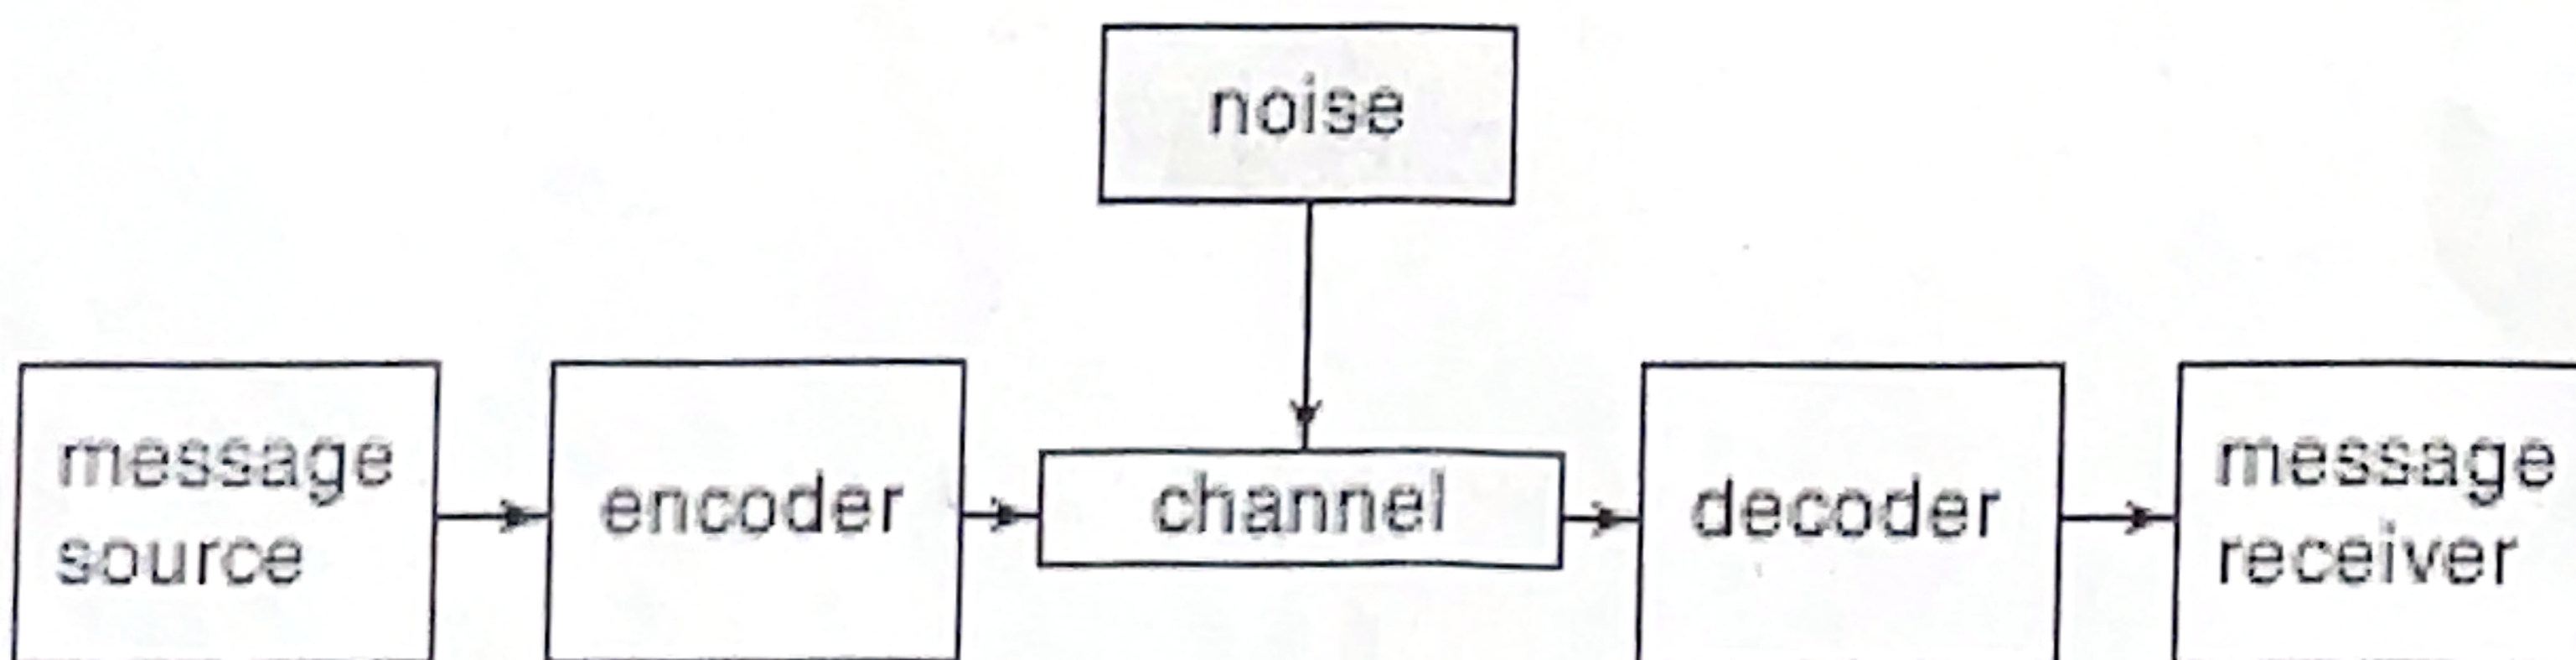 noise
message
source
encoder
channel
decoder
message
receiver